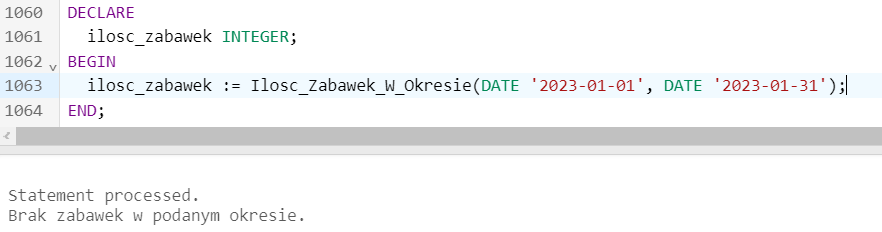 1060 DECLARE
1061 ilosc_zabawek INTEGER;
1062 BEGIN
1063 ilosc_zabawek := Ilosc_Zabawek_W_Okresie(DATE '2023-01-01', DATE '2023-01-31');
1064 END;
Statement processed.
Brak zabawek w podanym okresie.